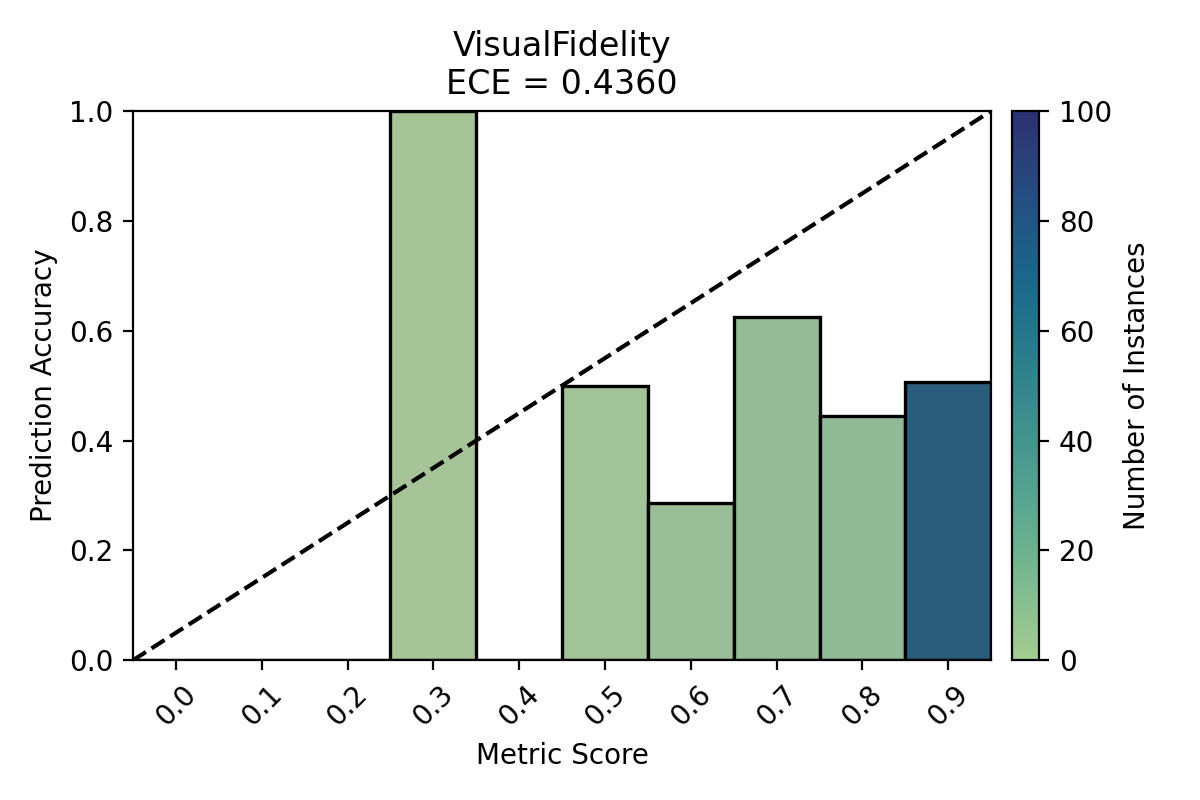 VisualFidelity
ECE = 0.4360
Prediction Accuracy
1.0
0.8
0.6
0.4
0.2
0.0
0.0 0.1 0.2 0.3 0.4 0.5 0.6 0.7 0.8 0.9
Metric Score
100
80
60
40
20
0
Number of Instances